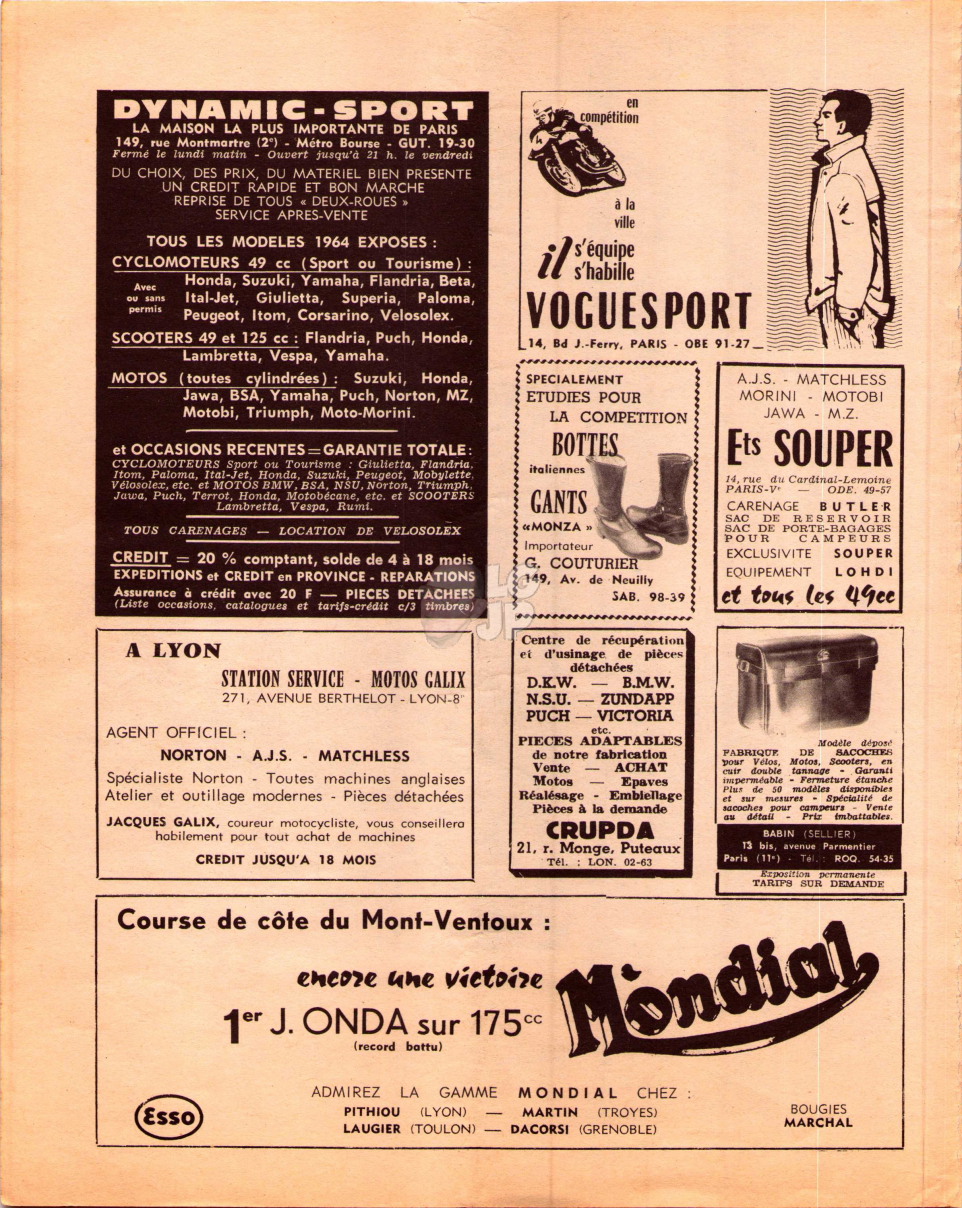 DYNAMIC-SPORT
LA MAISON LA PLUS IMPORTANTE DE PARIS
149, rue Montmartre (2e) - Métro Bourse - GUT. 19-30
Fermé le lundi matin - Ouvert jusqu'à 21 h. le vendredi
DU CHOIX, DES PRIX, DU MATERIEL BIEN PRESENTE
UN CREDIT RAPIDE ET BON MARCHE
REPRISE DE TOUS « DEUX-ROUES »
SERVICE APRES-VENTE
TOUS LES MODELES 1964 EXPOSES :
CYCLOMOTEURS 49 cc (Sport ou Tourisme) :
Avec ou sans permis
Honda, Suzuki, Yamaha, Flandria, Beta,
Ital-Jet, Giulietta, Superia, Paloma,
Peugeot, Itom, Corsarino, Velosolex.
SCOOTERS 49 et 125 cc : Flandria, Puch, Honda,
Lambretta, Vespa, Yamaha.
MOTOS (toutes cylindrées) : Suzuki, Honda,
Jawa, BSA, Yamaha, Puch, Norton, MZ,
Motobi, Triumph, Moto-Morini.
et OCCASIONS RECENTES=GARANTIE TOTALE :
CYCLOMOTEURS Sport ou Tourisme : Giulietta, Flandria,
Itom, Paloma, Ital-Jet, Honda, Suzuki, Peugeot, Mobylette,
Vélosolex, etc. et MOTOS BMW, BSA, NSU, Norton, Triumph,
Jawa, Puch, Terrot, Honda, Motobécane, etc. et SCOOTERS
Lambretta, Vespa, Rumi.
TOUS CARENAGES — LOCATION DE VELOSOLEX
CREDIT = 20 % comptant, solde de 4 à 18 mois
EXPEDITIONS et CREDIT en PROVINCE - REPARATIONS
Assurance à crédit avec 20 F — PIECES DETACHEES
(Liste occasions, catalogues et tarifs-crédit c/3 timbres)
en
compétition
à la
ville
il s'équipe
s'habille
VOGUESPORT
14, Bd J.-Ferry, PARIS - OBE 91-27
SPECIALEMENT
ETUDIES POUR
LA COMPETITION
BOTTES
italiennes
GANTS
«MONZA»
Importateur
G. COUTURIER
149, Av. de Neuilly
SAB. 98-39
A.J.S. - MATCHLESS
MORINI - MOTOBI
JAWA - M.Z.
Ets SOUPER
14, rue du Cardinal-Lemoine
PARIS-Ve — ODE. 49-57
CARENAGE BUTLER
SAC DE RESERVOIR
SAC DE PORTE-BAGAGES
POUR CAMPEURS
EXCLUSIVITE SOUPER
EQUIPEMENT LOHDI
et tous les 49cc
A LYON
STATION SERVICE - MOTOS GALIX
271, AVENUE BERTHELOT - LYON-8e
AGENT OFFICIEL :
NORTON - A.J.S. - MATCHLESS
Spécialiste Norton - Toutes machines anglaises
Atelier et outillage modernes - Pièces détachées
JACQUES GALIX, coureur motocycliste, vous conseillera
habilement pour tout achat de machines
CREDIT JUSQU'A 18 MOIS
Centre de récupération
et d'usinage de pièces
détachées
D.K.W. — B.M.W.
N.S.U. — ZUNDAPP
PUCH — VICTORIA
etc.
PIECES ADAPTABLES
de notre fabrication
Vente — ACHAT
Motos — Epaves
Réalésage - Embiellage
Pièces à la demande
CRUPDA
21, r. Monge, Puteaux
Tél. : LON. 02-63
Modèle déposé
FABRIQUE DE SACOCHES
pour Vélos, Motos, Scooters, en
cuir double tannage - Garanti
imperméable - Fermeture étanche
Plus de 50 modèles disponibles
et sur mesures - Spécialité de
sacoches pour campeurs - Vente
au détail - Prix imbattables.
BABIN (SELLIER)
13 bis, avenue Parmentier
Paris (11e) - Tél. : ROQ. 54-35
Exposition permanente
TARIFS SUR DEMANDE
Course de côte du Mont-Ventoux :
encore une victoire
Mondial
1er J. ONDA sur 175cc
(record battu)
ADMIREZ LA GAMME MONDIAL CHEZ :
PITHIOU (LYON) — MARTIN (TROYES)
LAUGIER (TOULON) — DACORSI (GRENOBLE)
Esso
BOUGIES
MARCHAL